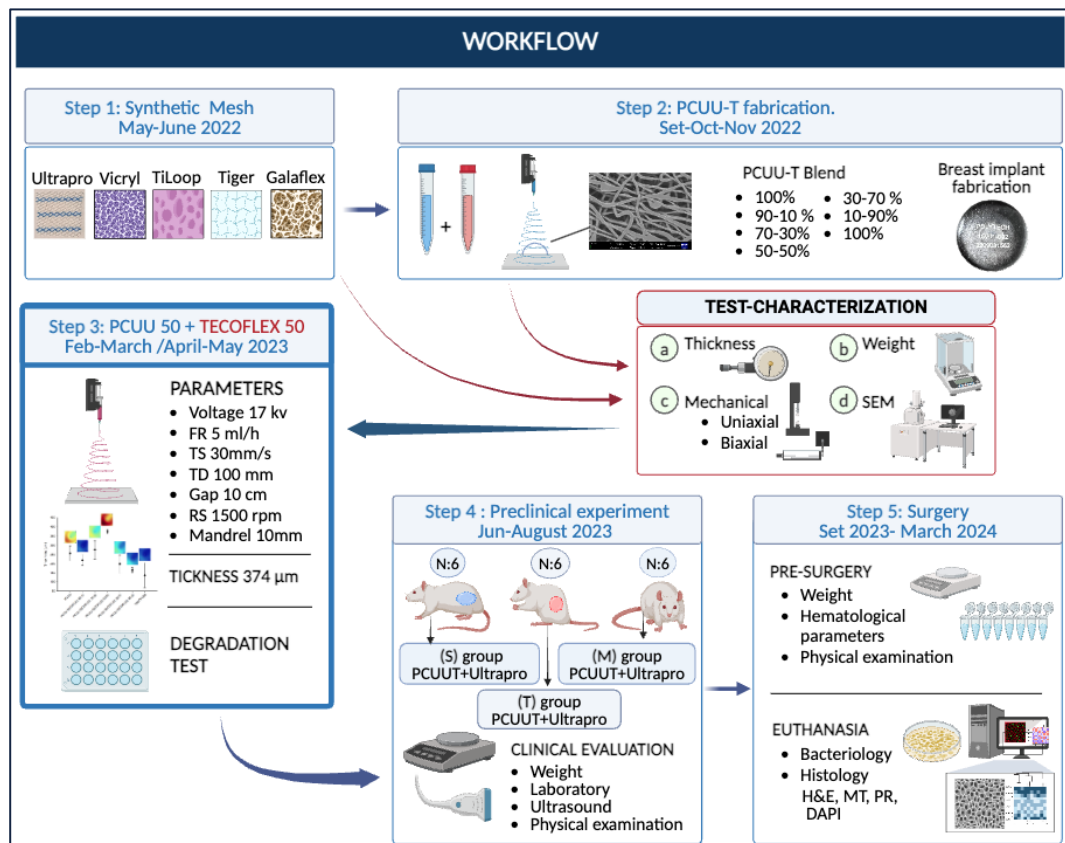 WORKFLOW
Step 1: Synthetic Mesh
May-June 2022
Ultrapro Vicryl TiLoop Tiger Galaflex
Step 2: PCUU-T fabrication.
Set-Oct-Nov 2022
+
PCUU-T Blend
• 100%
• 90-10 %
• 70-30%
• 50-50%
• 30-70 %
• 10-90%
• 100%
Breast implant
fabrication
TEST-CHARACTERIZATION
a Thickness
b Weight
c Mechanical
• Uniaxial
• Biaxial
d SEM
Step 3: PCUU 50 + TECOFLEX 50
Feb-March /April-May 2023
PARAMETERS
• Voltage 17 kv
• FR 5 ml/h
• TS 30mm/s
• TD 100 mm
• Gap 10 cm
• RS 1500 rpm
• Mandrel 10mm
TICKNESS 374 µm
DEGRADATION
TEST
Step 4 : Preclinical experiment
Jun-August 2023
N:6 N:6 N:6
(S) group
PCUUT+Ultrapro
(M) group
PCUUT+Ultrapro
(T) group
PCUUT+Ultrapro
CLINICAL EVALUATION
• Weight
• Laboratory
• Ultrasound
• Physical examination
Step 5: Surgery
Set 2023- March 2024
PRE-SURGERY
• Weight
• Hematological
parameters
• Physical examination
EUTHANASIA
• Bacteriology
• Histology
H&E, MT, PR,
DAPI